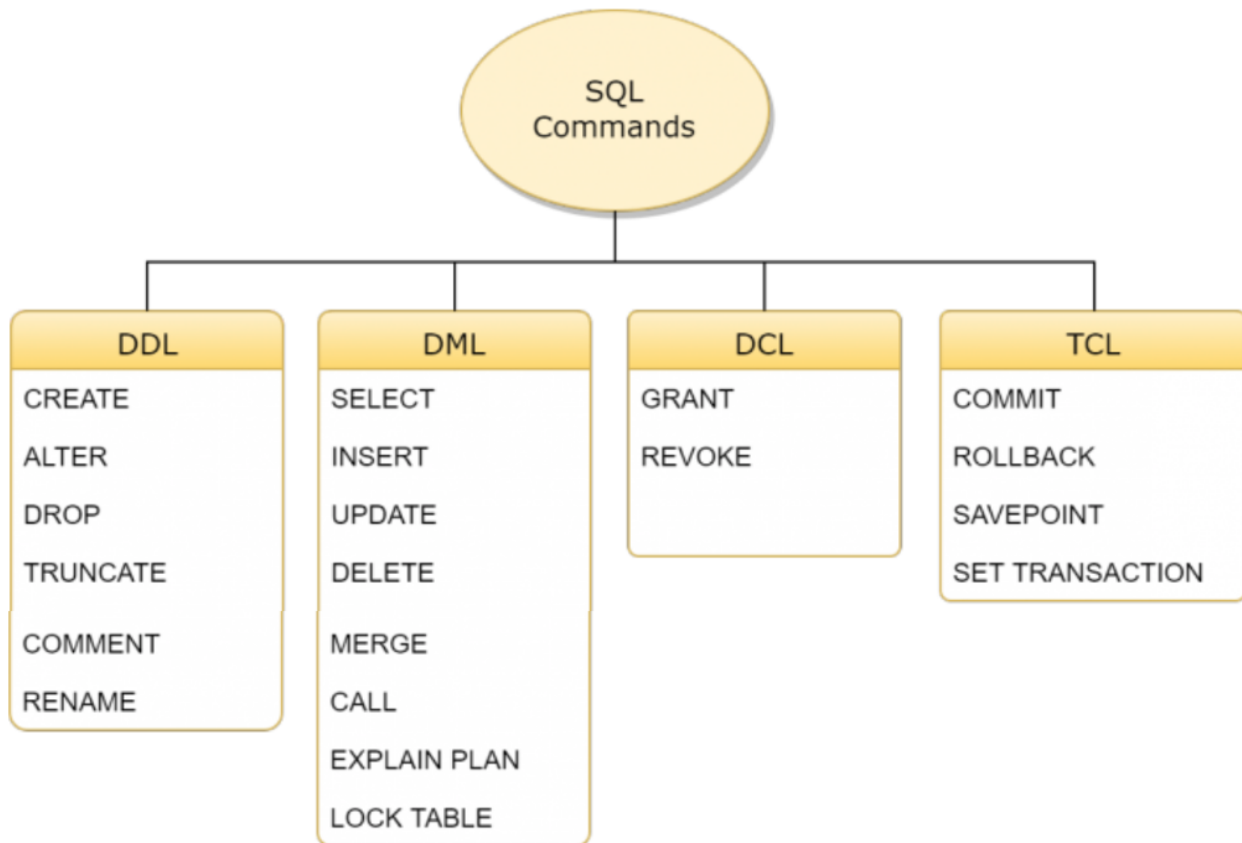 SQL
Commands
DDL
CREATE
ALTER
DROP
TRUNCATE
COMMENT
RENAME
DML
SELECT
INSERT
UPDATE
DELETE
MERGE
CALL
EXPLAIN PLAN
LOCK TABLE
DCL
GRANT
REVOKE
TCL
COMMIT
ROLLBACK
SAVEPOINT
SET TRANSACTION